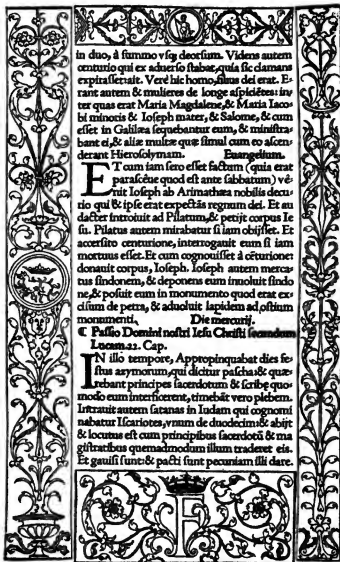 in duo, à summo vsq; deorsum. Videns autem
centurio qui ex aduerso stabat, quia sic clamans
expirasserait. Verè hic homo, filius dei erat. E-
rant autem & mulieres de longe aspiciẽtes: in
ter quas erat Maria Magdalene, & Maria Iaco
bi minoris & Ioseph mater, & Salome, & cum
esset in Galilæa sequebantur eum, & ministra
bant ei, & aliæ multæ quæ simul cum eo ascen
derant Hierosolymam. Euangelium.
ET cum iam sero esset factum (quia erat
parasceue quod est ante sabbatum) vẽ
nit Ioseph ab Arimathæa nobilis decu
rio qui & ipse erat expectãs regnum dei. Et au
dacter introiuit ad Pilatum, & petijt corpus Ie
su. Pilatus autem mirabatur si iam obijsset. Et
accersito centurione, interrogauit eum si iam
mortuus esset. Et cum cognouisset à cẽturione:
donauit corpus, Ioseph. Ioseph autem merca
tus sindonem, & deponens eum inuoluit sindo
ne, & posuit eum in monumento quod erat ex
cisum de petra, & aduoluit lapidem ad, ostium
monumenti. Die mercurij.
¶ Passio Domini nostri Iesu Christi secundum
Lucam. 22. Cap.
IN illo tempore, Appropinquabat dies fe
stus azymorum, qui dicitur pascha: & quæ
rebant principes sacerdotum & scribę quo
modo eum interficerent, timebãt vero plebem.
Intrauit autem satanas in Iudam qui cognomi
nabatur Iscariotes, vnum de duodecim: & abijt
& locutus est cum principibus sacerdotũ & ma
gistratibus quemadmodum illum traderet eis.
Et gauisi sunt: & pacti sunt pecuniam illi dare.
F